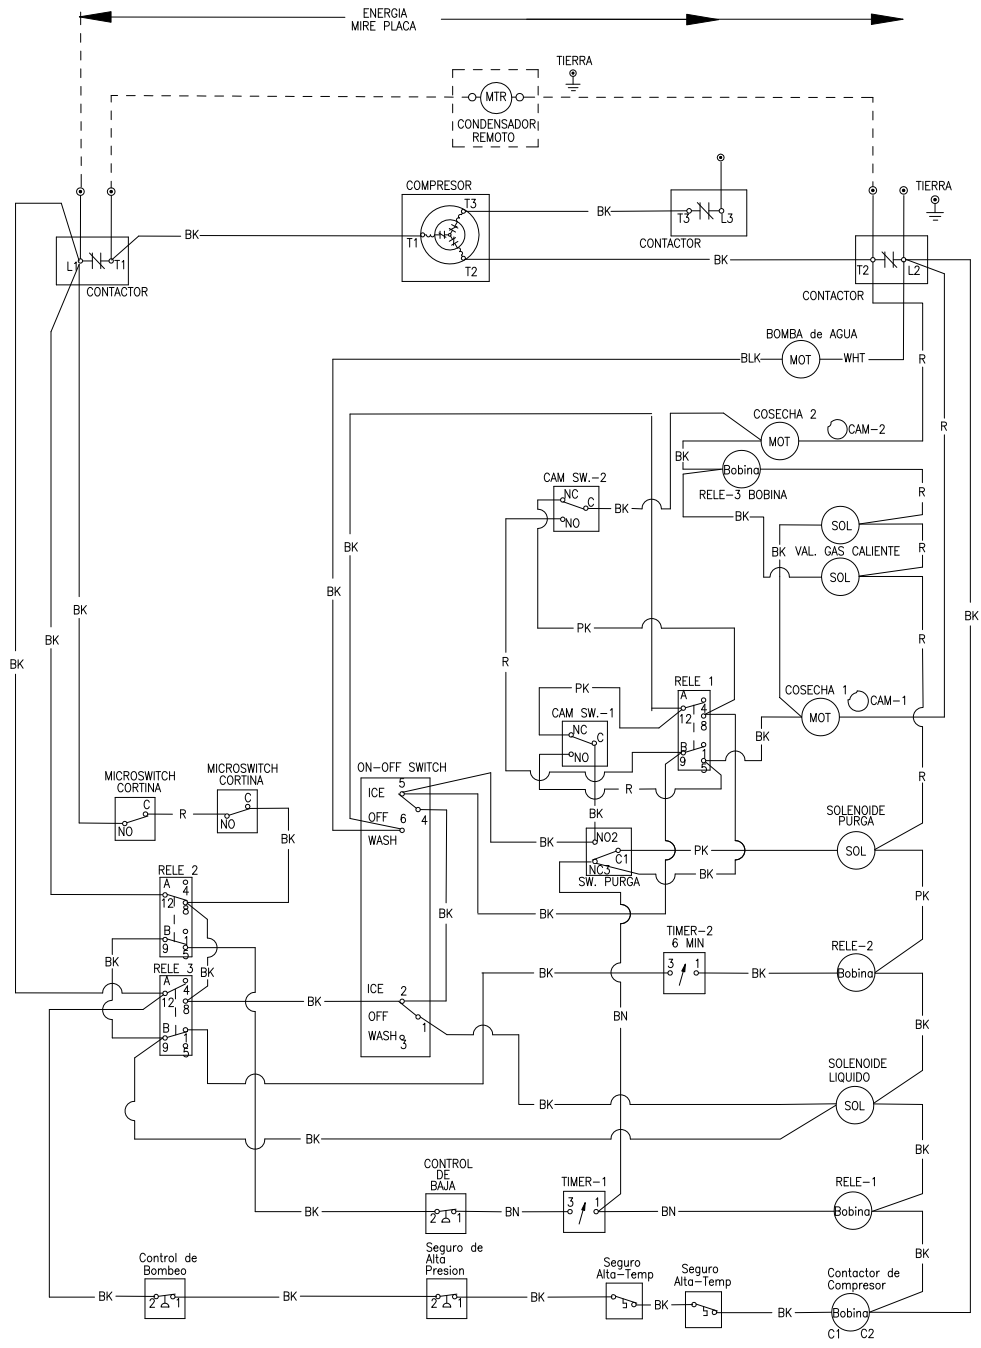 ENERGIA
MIRE PLACA
TIERRA
MTR
CONDENSADOR
REMOTO
COMPRESOR
T3
T1
T2
BK
BK
BK
T3
L3
CONTACTOR
TIERRA
L1
T1
CONTACTOR
T2
L2
CONTACTOR
BOMBA de AGUA
BLK
MOT
WHT
R
COSECHA 2
MOT
CAM-2
R
BK
Bobina
RELE-3 BOBINA
R
CAM SW.-2
NC
C
NO
BK
BK
SOL
BK
VAL. GAS CALIENTE
R
SOL
BK
BK
BK
BK
BK
BK
PK
R
R
RELE 1
A
4
12
8
B
1
9
5
PK
CAM SW.-1
NC
C
NO
R
BK
COSECHA 1
MOT
CAM-1
R
MICROSWITCH
CORTINA
C
NO
R
MICROSWITCH
CORTINA
C
NO
BK
ON-OFF SWITCH
5
ICE
OFF
6
4
WASH
BK
BK
NO2
C1
NC3
SW. PURGA
PK
BK
SOLENOIDE
PURGA
SOL
PK
RELE 2
A
4
12
8
B
1
9
5
BK
BK
BK
BK
TIMER-2
6 MIN
3
1
BK
BK
RELE-2
Bobina
RELE 3
A
4
12
8
B
1
9
5
BK
ICE
2
OFF
1
WASH
3
BN
BK
SOLENOIDE
LIQUIDO
SOL
BK
BK
BK
CONTROL
DE
BAJA
2
1
BK
BN
TIMER-1
3
1
BN
RELE-1
Bobina
BK
Control de
Bombeo
2
1
BK
BK
Seguro de
Alta
Presion
2
1
BK
Seguro
Alta-Temp
BK
Seguro
Alta-Temp
BK
Contactor de
Compresor
Bobina
C1
C2